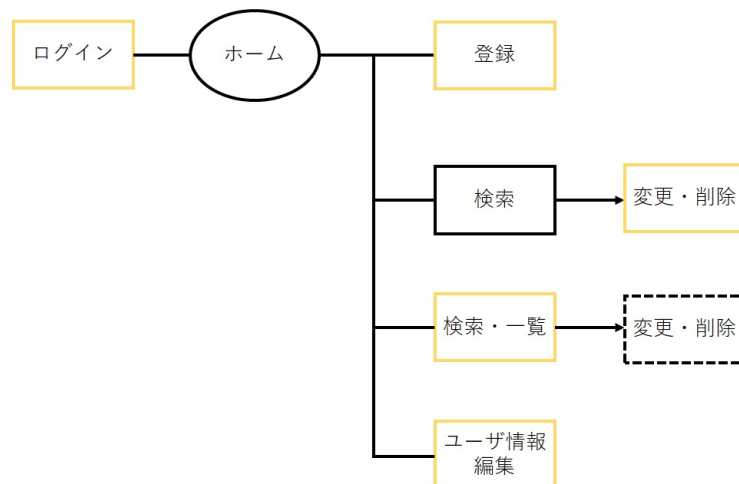 ログイン
ホーム
登録
検索
変更・削除
検索・一覧
変更・削除
ユーザ情報
編集